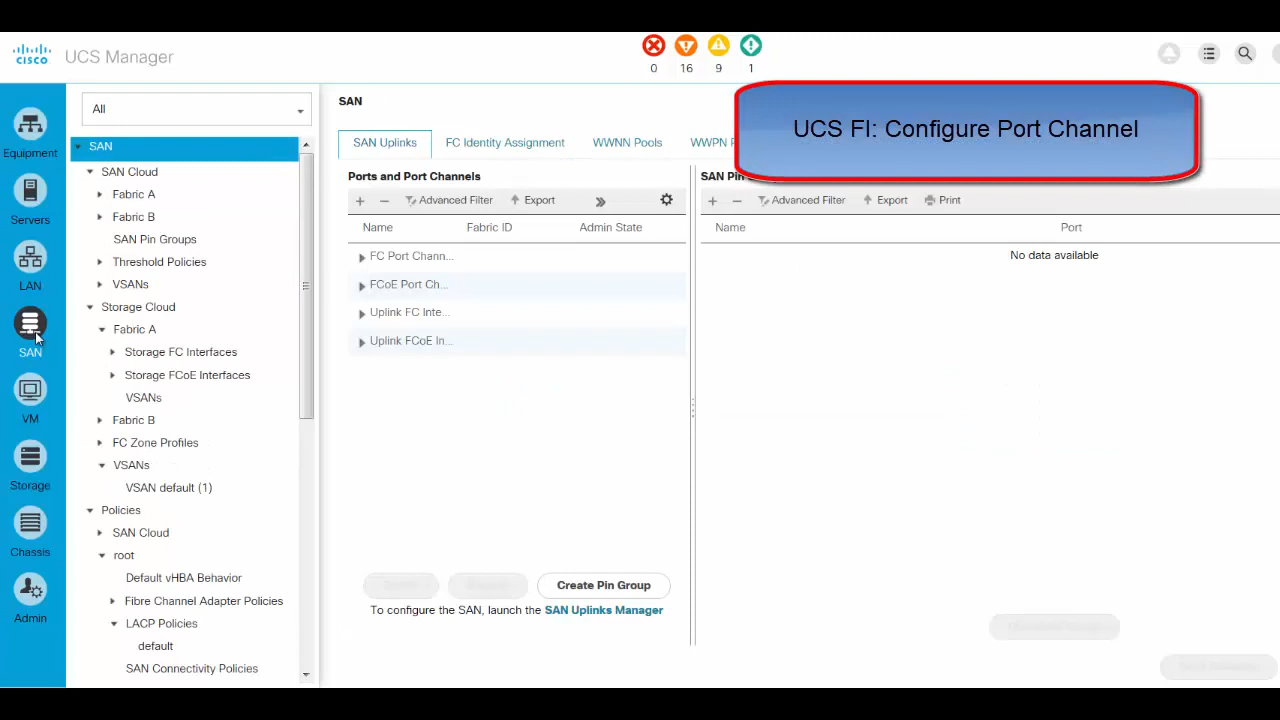 CISCO
UCS Manager
0
16
9
1
Equipment
Servers
LAN
SAN
VM
Storage
Chassis
Admin
All
SAN
SAN Cloud
Fabric A
Fabric B
SAN Pin Groups
Threshold Policies
VSANs
Storage Cloud
Fabric A
Storage FC Interfaces
Storage FCoE Interfaces
VSANs
Fabric B
FC Zone Profiles
VSANs
VSAN default (1)
Policies
SAN Cloud
root
Default vHBA Behavior
Fibre Channel Adapter Policies
LACP Policies
default
SAN Connectivity Policies
SAN
UCS FI: Configure Port Channel
SAN Uplinks
FC Identity Assignment
WWNN Pools
WWPN P
Ports and Port Channels
Advanced Filter
Export
Name
Fabric ID
Admin State
FC Port Chann...
FCoE Port Ch...
Uplink FC Inte...
Uplink FCoE In...
Create Pin Group
To configure the SAN, launch the SAN Uplinks Manager
SAN Pin
Advanced Filter
Export
Print
Name
Port
No data available